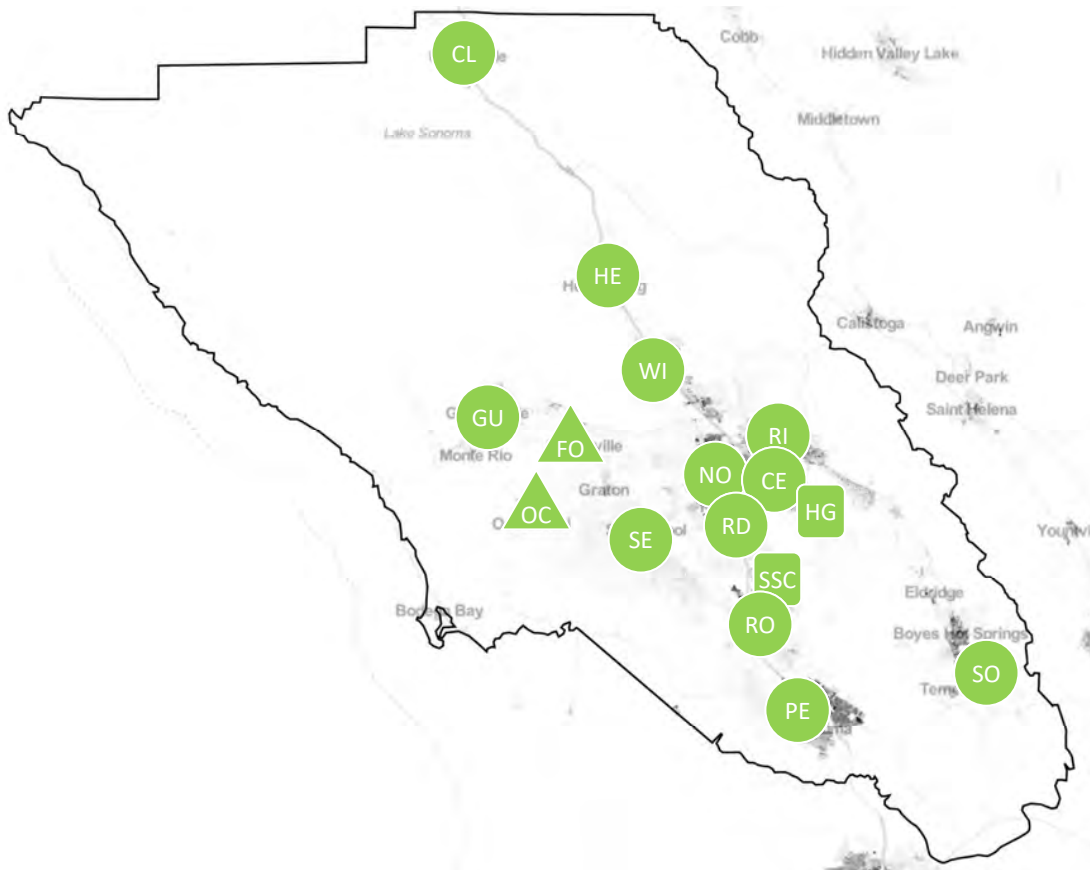 Cobb
Hidden Valley Lake
CL
Middletown
Lake Sonoma
HE
Calistoga
Angwin
WI
Deer Park
Saint Helena
GU
FO
ville
RI
Monte Rio
NO
CE
Graton
OC
HG
RD
SE
SSC
Eldridge
Bodega Bay
RO
Boyes Hot Springs
SO
PE